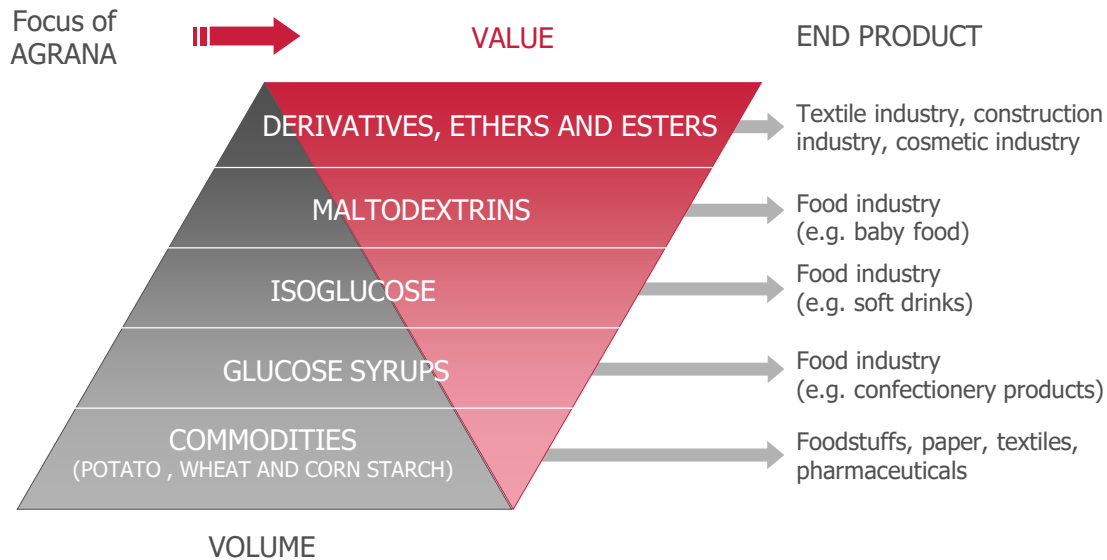 Focus of
AGRANA
VALUE
END PRODUCT
DERIVATIVES, ETHERS AND ESTERS
Textile industry, construction
industry, cosmetic industry
MALTODEXTRINS
Food industry
(e.g. baby food)
ISOGLUCOSE
Food industry
(e.g. soft drinks)
GLUCOSE SYRUPS
Food industry
(e.g. confectionery products)
COMMODITIES
(POTATO , WHEAT AND CORN STARCH)
Foodstuffs, paper, textiles,
pharmaceuticals
VOLUME